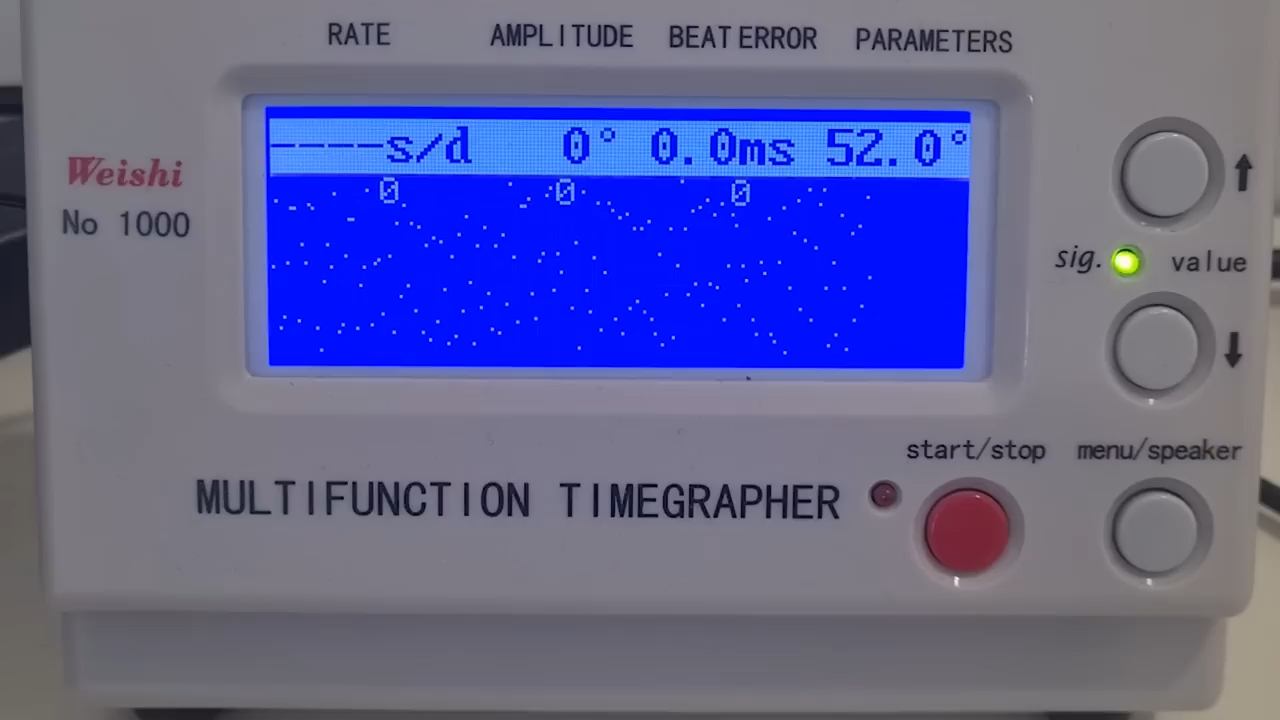 RATE AMPLITUDE BEAT ERROR PARAMETERS
----s/d 0° 0.0ms 52.0°
0 0 0
Weishi
No 1000
sig. value
start/stop menu/speaker
MULTIFUNCTION TIMEGRAPHER